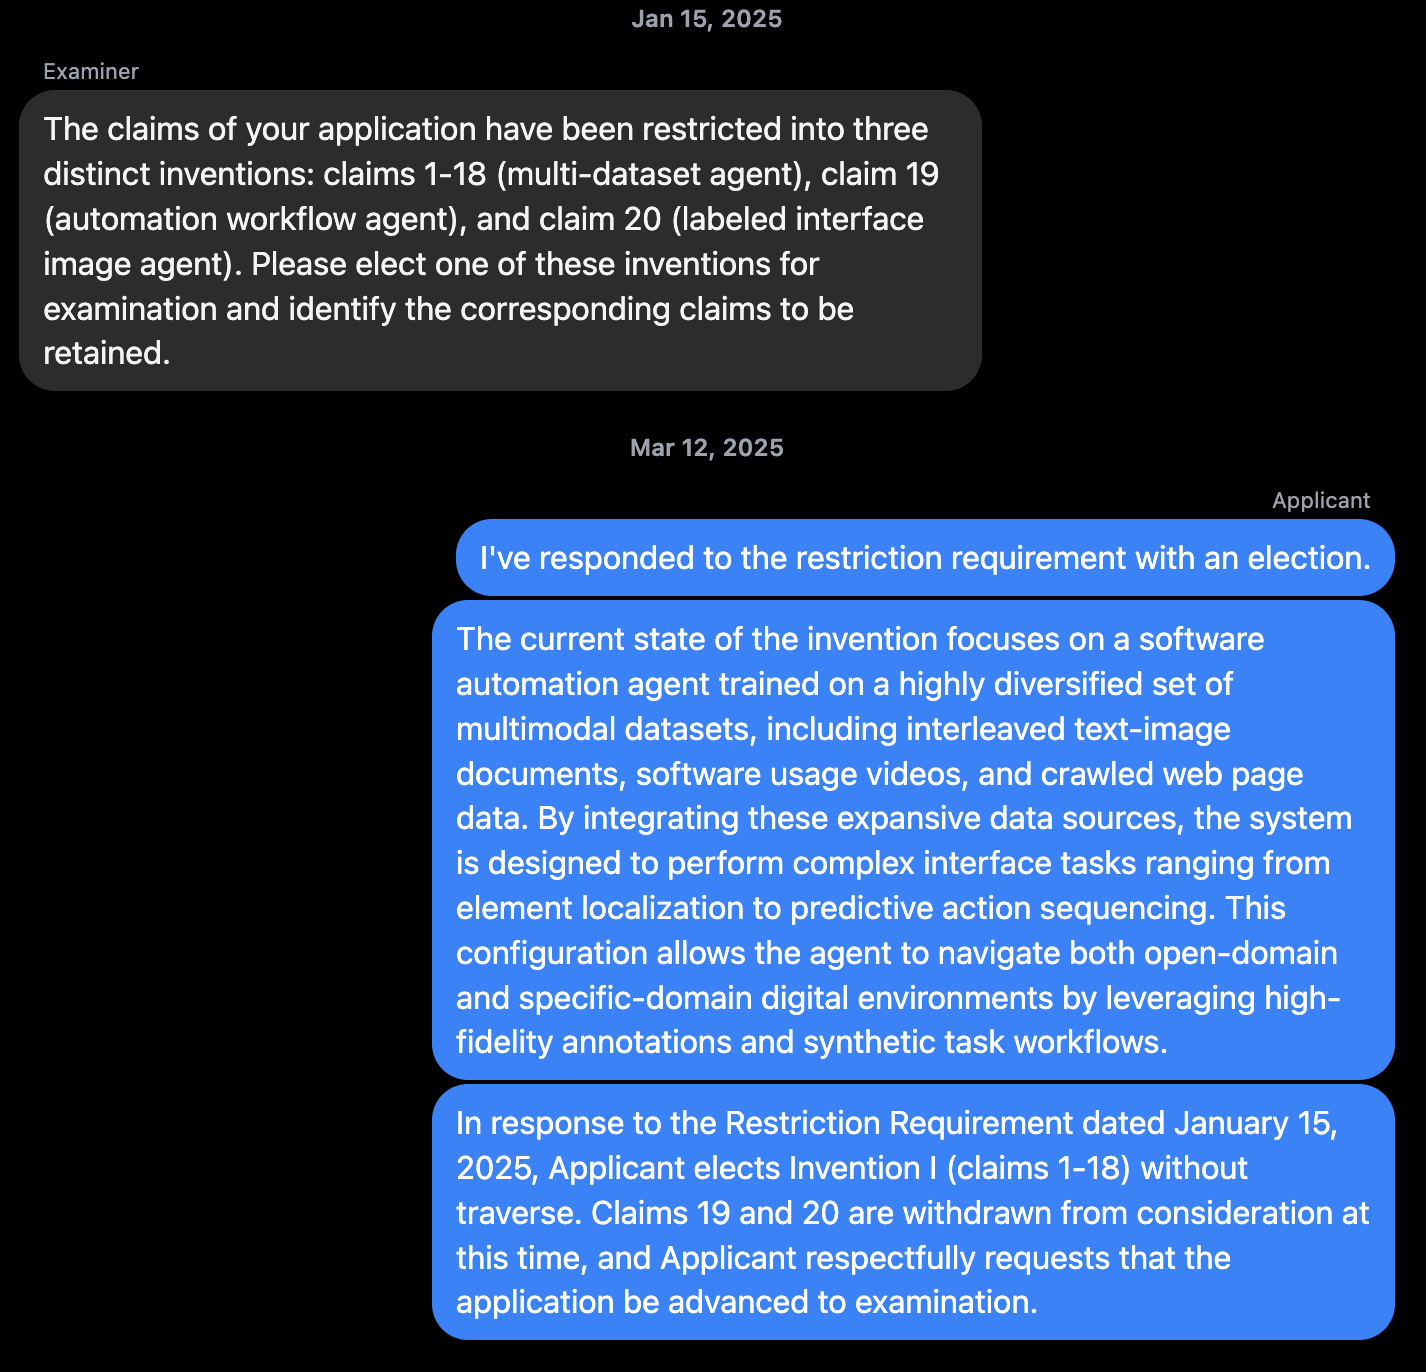 Jan 15, 2025
Examiner
The claims of your application have been restricted into three
distinct inventions: claims 1-18 (multi-dataset agent), claim 19
(automation workflow agent), and claim 20 (labeled interface
image agent). Please elect one of these inventions for
examination and identify the corresponding claims to be
retained.
Mar 12, 2025
Applicant
I've responded to the restriction requirement with an election.
The current state of the invention focuses on a software
automation agent trained on a highly diversified set of
multimodal datasets, including interleaved text-image
documents, software usage videos, and crawled web page
data. By integrating these expansive data sources, the system
is designed to perform complex interface tasks ranging from
element localization to predictive action sequencing. This
configuration allows the agent to navigate both open-domain
and specific-domain digital environments by leveraging high-
fidelity annotations and synthetic task workflows.
In response to the Restriction Requirement dated January 15,
2025, Applicant elects Invention I (claims 1-18) without
traverse. Claims 19 and 20 are withdrawn from consideration at
this time, and Applicant respectfully requests that the
application be advanced to examination.